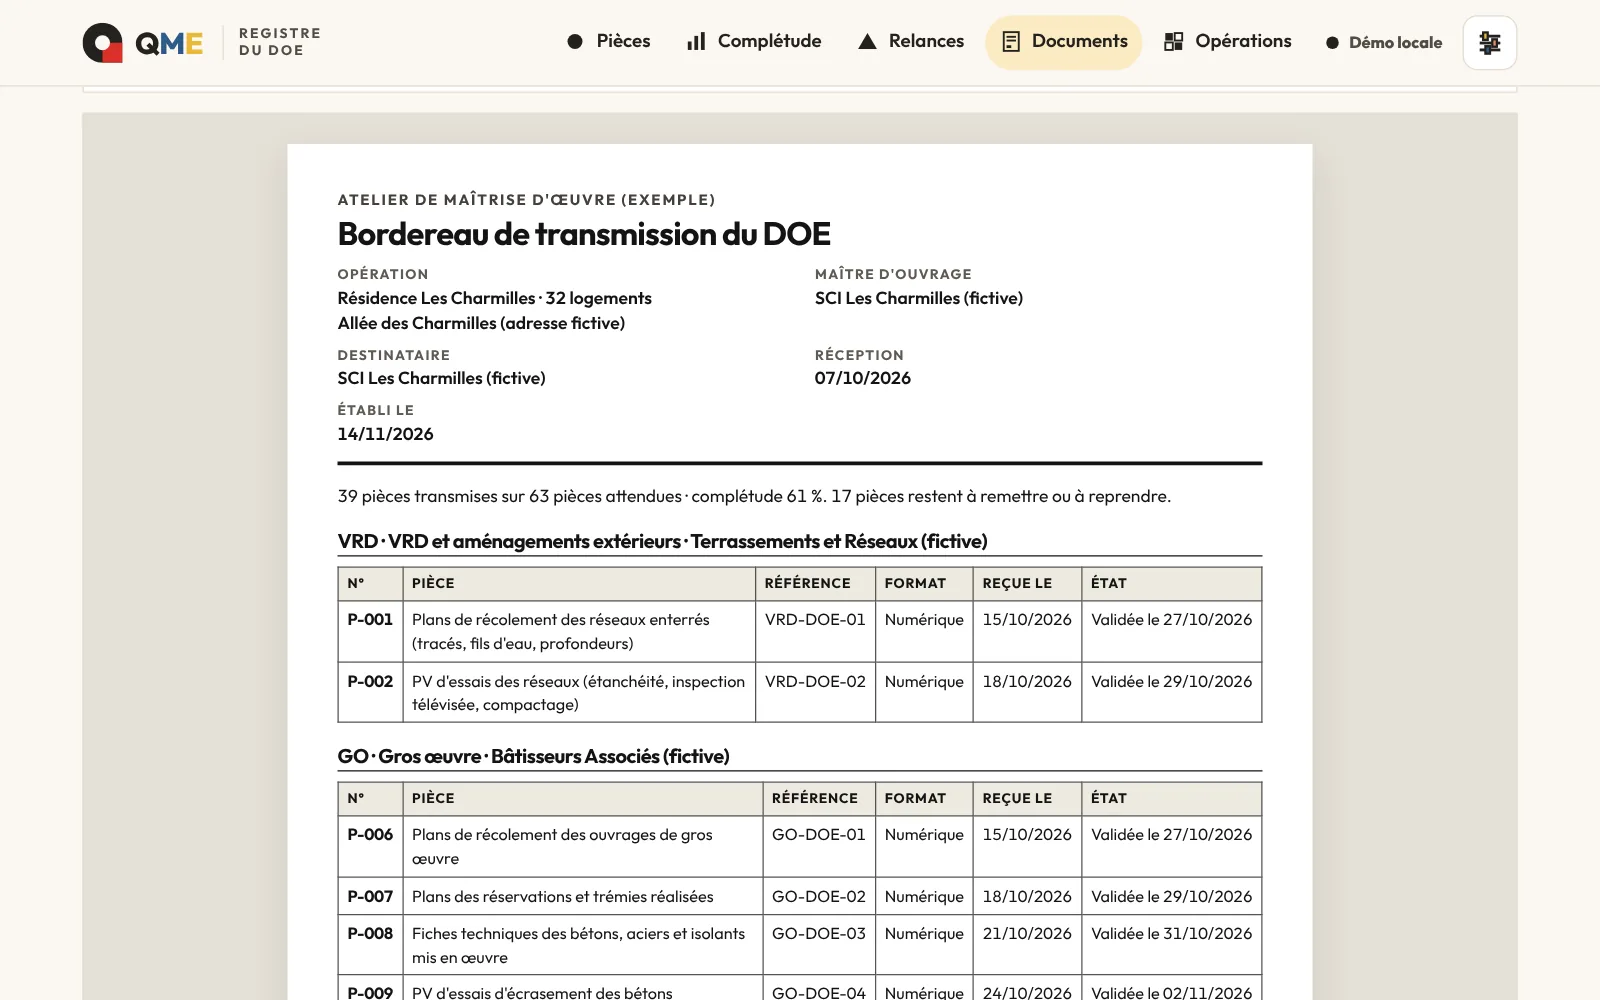 QME
REGISTRE
DU DOE
Pièces
Complétude
Relances
Documents
Opérations
Démo locale
ATELIER DE MAÎTRISE D'ŒUVRE (EXEMPLE)
Bordereau de transmission du DOE
OPÉRATION
Résidence Les Charmilles · 32 logements
Allée des Charmilles (adresse fictive)
MAÎTRE D'OUVRAGE
SCI Les Charmilles (fictive)
DESTINATAIRE
SCI Les Charmilles (fictive)
RÉCEPTION
07/10/2026
ÉTABLI LE
14/11/2026
39 pièces transmises sur 63 pièces attendues · complétude 61 %. 17 pièces restent à remettre ou à reprendre.
VRD · VRD et aménagements extérieurs · Terrassements et Réseaux (fictive)
N° PIÈCE RÉFÉRENCE FORMAT REÇUE LE ÉTAT
P-001 Plans de récolement des réseaux enterrés VRD-DOE-01 Numérique 15/10/2026 Validée le 27/10/2026
(tracés, fils d'eau, profondeurs)
P-002 PV d'essais des réseaux (étanchéité, inspection VRD-DOE-02 Numérique 18/10/2026 Validée le 29/10/2026
télévisée, compactage)
GO · Gros œuvre · Bâtisseurs Associés (fictive)
N° PIÈCE RÉFÉRENCE FORMAT REÇUE LE ÉTAT
P-006 Plans de récolement des ouvrages de gros GO-DOE-01 Numérique 15/10/2026 Validée le 27/10/2026
œuvre
P-007 Plans des réservations et trémies réalisées GO-DOE-02 Numérique 18/10/2026 Validée le 29/10/2026
P-008 Fiches techniques des bétons, aciers et isolants GO-DOE-03 Numérique 21/10/2026 Validée le 31/10/2026
mis en œuvre
P-009 PV d'essais d'écrasement des bétons GO-DOE-04 Numérique 24/10/2026 Validée le 02/11/2026